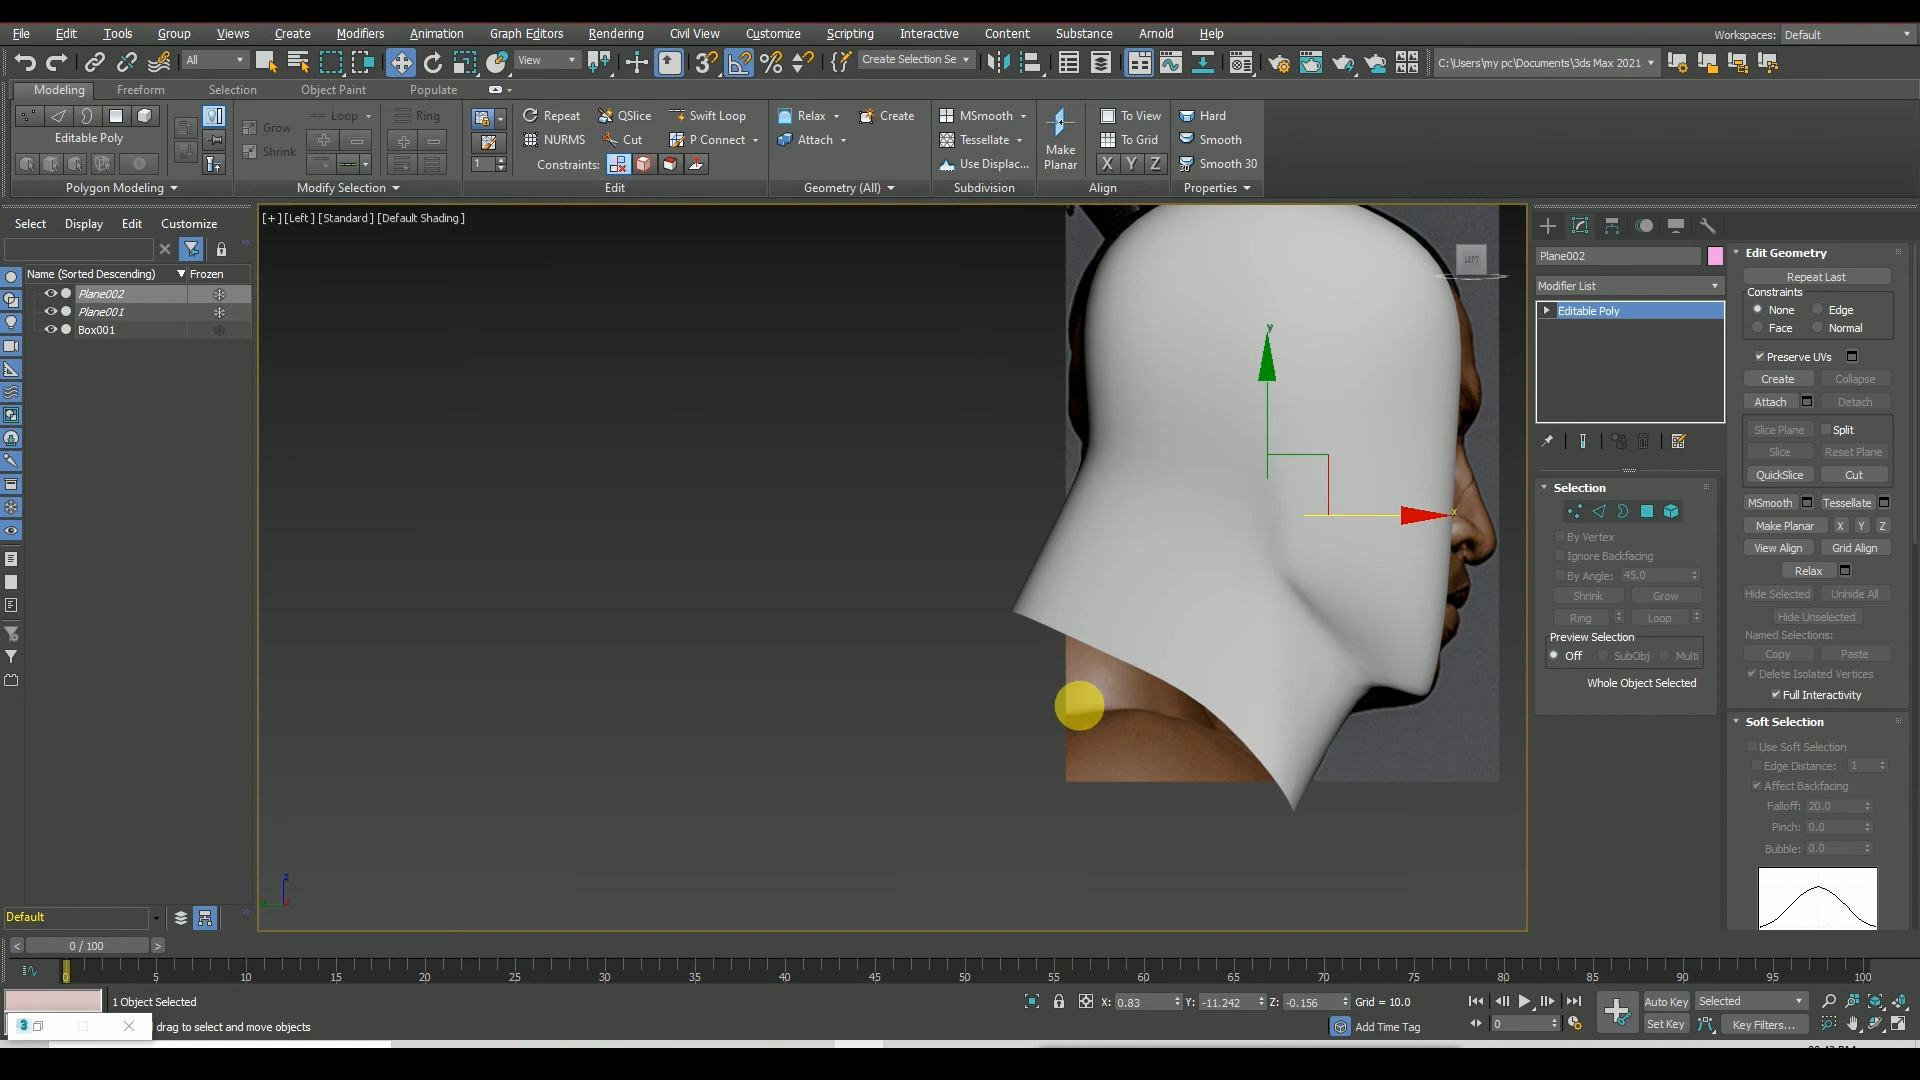 File Edit Tools Group Views Create Modifiers Animation Graph Editors Rendering Civil View Customize Scripting Interactive Content Substance Arnold Help Workspaces: Default
All View Create Selection Se C:\Users\my pc\Documents\3ds Max 2021
Modeling Freeform Selection Object Paint Populate
Loop Ring Repeat QSlice Swift Loop Relax Create MSmooth To View Hard
Editable Poly Grow NURMS Cut P Connect Attach Tessellate Make Planar To Grid Smooth
Shrink 1 Constraints: Use Displac... X Y Z Smooth 30
Polygon Modeling Modify Selection Edit Geometry (All) Subdivision Align Properties
Select Display Edit Customize
Name (Sorted Descending) Frozen
Plane002
Plane001
Box001
[+] [Left] [Standard] [Default Shading]
LEFT
y
x
z
Plane002
Modifier List
Editable Poly
Selection
By Vertex
Ignore Backfacing
By Angle: 45.0
Shrink Grow
Ring Loop
Preview Selection
Off SubObj Multi
Whole Object Selected
Edit Geometry
Repeat Last
Constraints
None Edge
Face Normal
Preserve UVs
Create Collapse
Attach Detach
Slice Plane Split
Slice Reset Plane
QuickSlice Cut
MSmooth Tessellate
Make Planar X Y Z
View Align Grid Align
Relax
Hide Selected Unhide All
Hide Unselected
Named Selections:
Copy Paste
Delete Isolated Vertices
Full Interactivity
Soft Selection
Use Soft Selection
Edge Distance: 1
Affect Backfacing
Falloff: 20.0
Pinch: 0.0
Bubble: 0.0
Default
< 0 / 100 >
0 5 10 15 20 25 30 35 40 45 50 55 60 65 70 75 80 85 90 95 100
1 Object Selected X: 0.83 Y: -11.242 Z: -0.156 Grid = 10.0 Auto Key Selected
3 drag to select and move objects Add Time Tag 0 Set Key Key Filters...